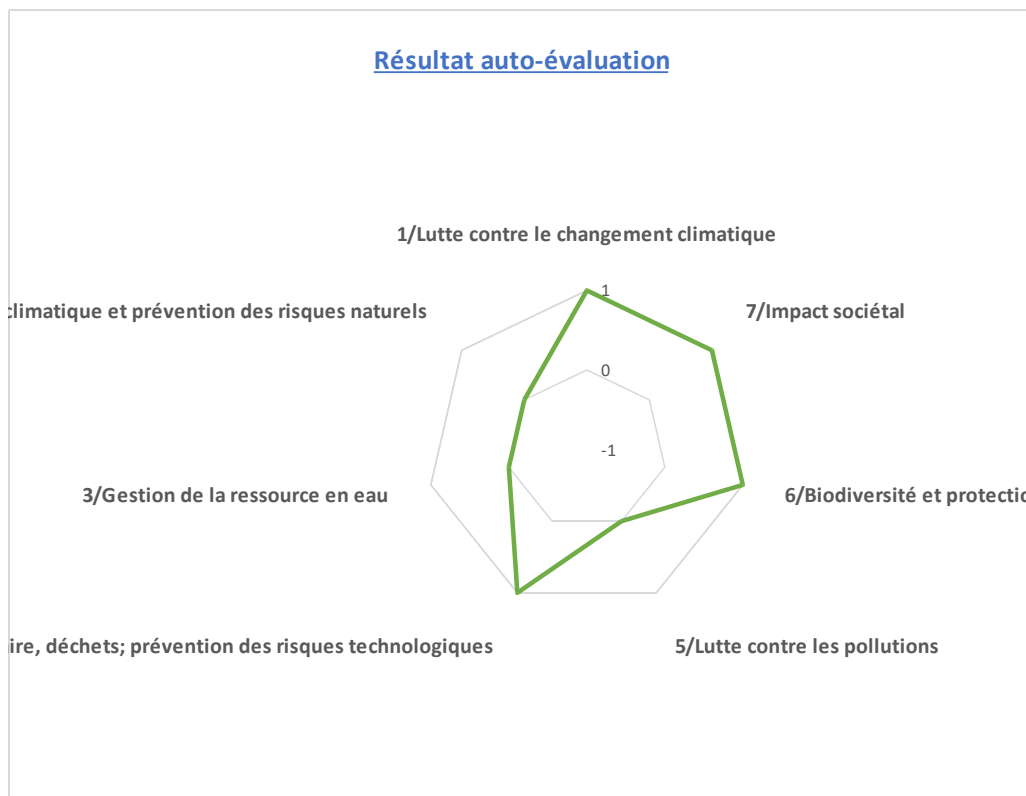 Résultat auto-évaluation
1/Lutte contre le changement climatique
1
climatique et prévention des risques naturels
7/Impact sociétal
0
-1
3/Gestion de la ressource en eau
6/Biodiversité et protection
ire, déchets; prévention des risques technologiques
5/Lutte contre les pollutions